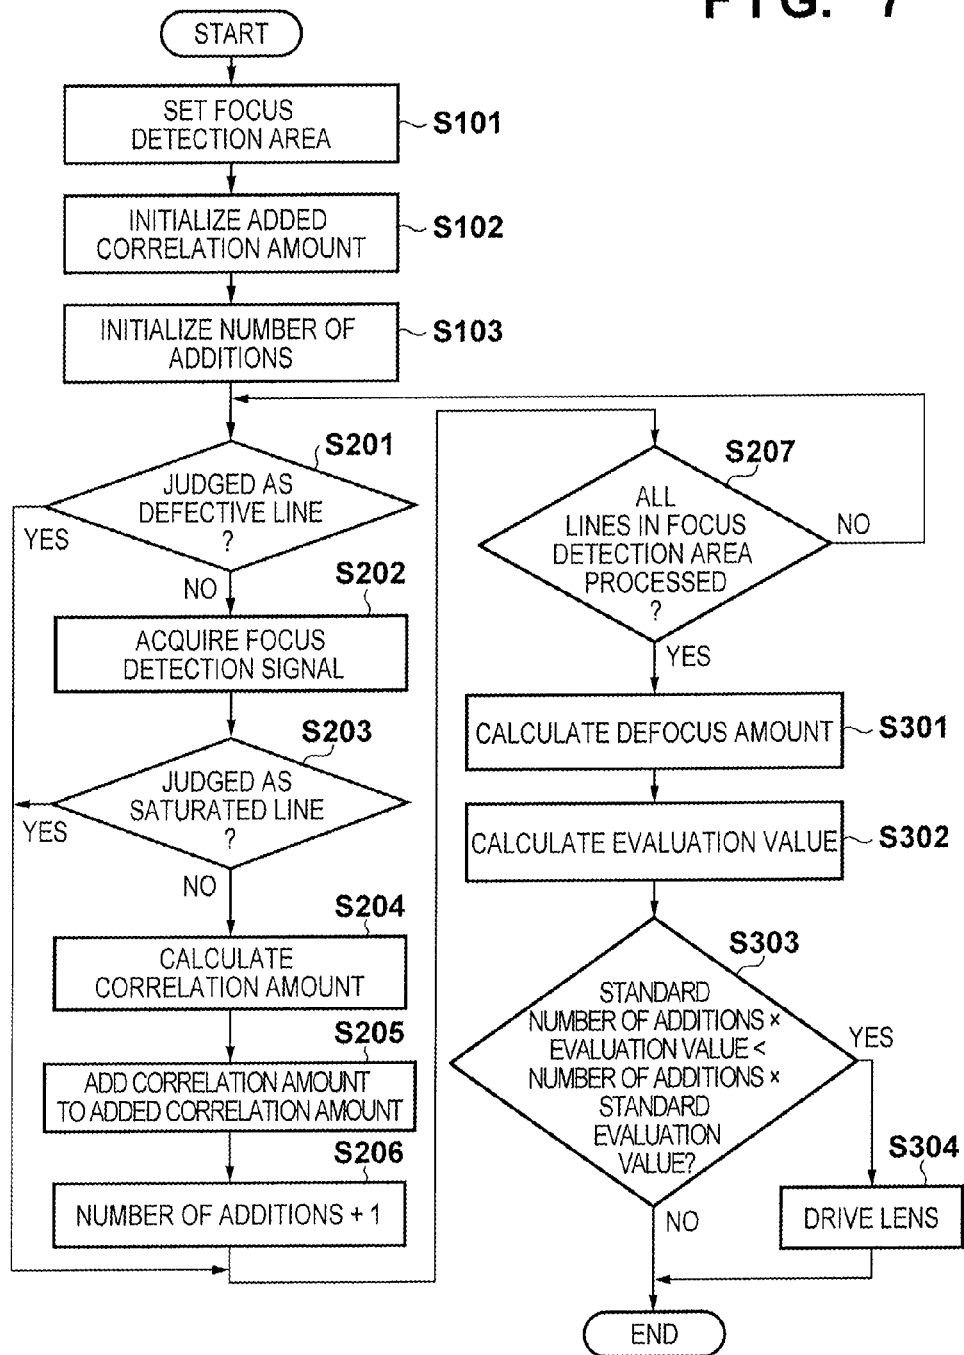 FIG. 7
START
SET FOCUS
DETECTION AREA
S101
INITIALIZE ADDED
CORRELATION AMOUNT
S102
INITIALIZE NUMBER OF
ADDITIONS
S103
S201
JUDGED AS
DEFECTIVE LINE
?
YES
NO
S202
ACQUIRE FOCUS
DETECTION SIGNAL
S203
JUDGED AS
SATURATED LINE
?
YES
NO
S204
CALCULATE
CORRELATION AMOUNT
S205
ADD CORRELATION AMOUNT
TO ADDED CORRELATION AMOUNT
S206
NUMBER OF ADDITIONS + 1
S207
ALL
LINES IN FOCUS
DETECTION AREA
PROCESSED
?
NO
YES
CALCULATE DEFOCUS AMOUNT
S301
CALCULATE EVALUATION VALUE
S302
S303
STANDARD
NUMBER OF ADDITIONS ×
EVALUATION VALUE <
NUMBER OF ADDITIONS ×
STANDARD
EVALUATION
VALUE?
YES
NO
S304
DRIVE LENS
END